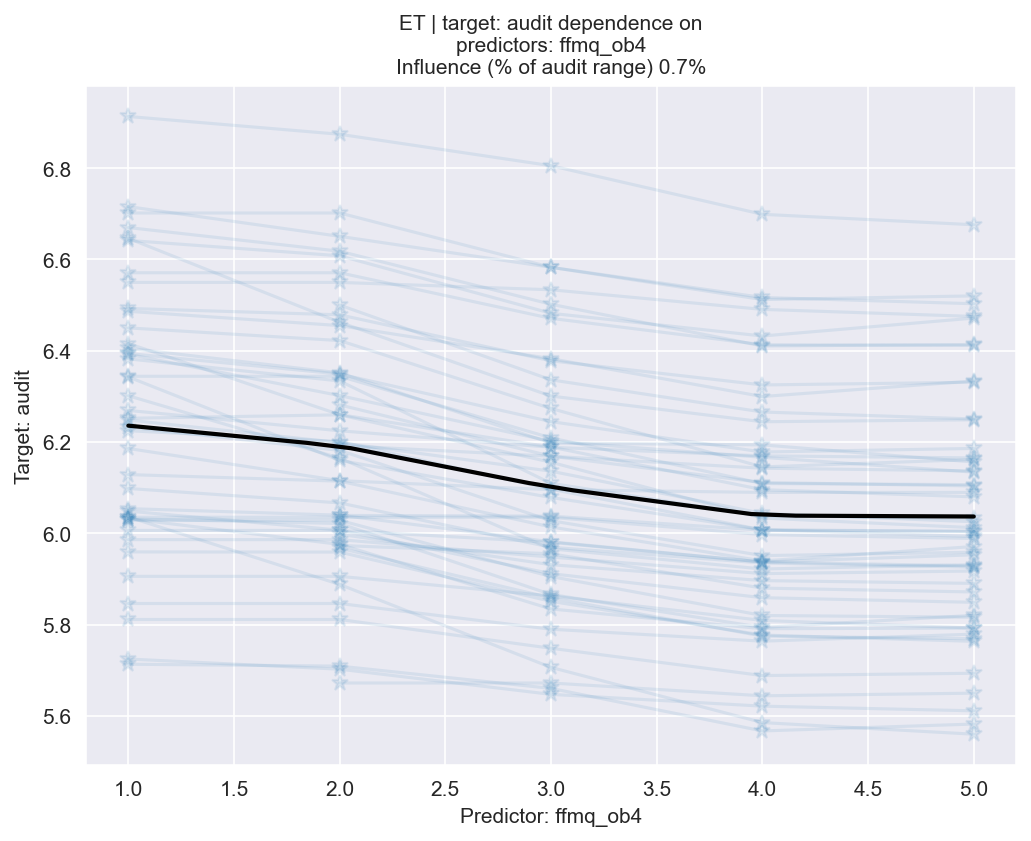 ET | target: audit dependence on
predictors: ffmq_ob4
Influence (% of audit range) 0.7%
6.8
6.6
6.4
6.2
6.0
5.8
5.6
Target: audit
1.0 1.5 2.0 2.5 3.0 3.5 4.0 4.5 5.0
Predictor: ffmq_ob4